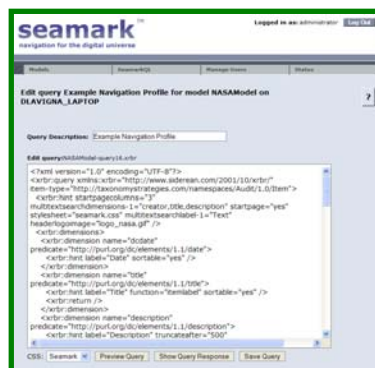 seamark™
navigation for the digital universe
Logged in as: administrator Log Out
Models SeamarkQL Manage Users Status
Edit query Example Navigation Profile for model NASAModel on
DLAVIGNA_LAPTOP
?
Query Description: Example Navigation Profile
Edit query:NASAModel-query16.xrbr
<?xml version="1.0" encoding="UTF-8"?>
<xrbr:query xmlns:xrbr="http://www.siderean.com/2001/10/xrbr/"
item-type="http://taxonomystrategies.com/namespaces/Audit/1.0/Item">
<xrbr:hint startpagecolumns="3"
multitextsearchdimensions-1="creator,title,description" startpage="yes"
stylesheet="seamark.css" multitextsearchlabel-1="Text"
headerlogoimage="logo_nasa.gif" />
<xrbr:dimensions>
<xrbr:dimension name="dcdate"
predicate="http://purl.org/dc/elements/1.1/date">
<xrbr:hint label="Date" sortable="yes" />
</xrbr:dimension>
<xrbr:dimension name="title"
predicate="http://purl.org/dc/elements/1.1/title">
<xrbr:hint label="Title" function="itemlabel" sortable="yes" />
<xrbr:return />
</xrbr:dimension>
<xrbr:dimension name="description"
predicate="http://purl.org/dc/elements/1.1/description">
<xrbr:hint label="Description" truncateafter="500"
CSS: Seamark Preview Query Show Query Response Save Query